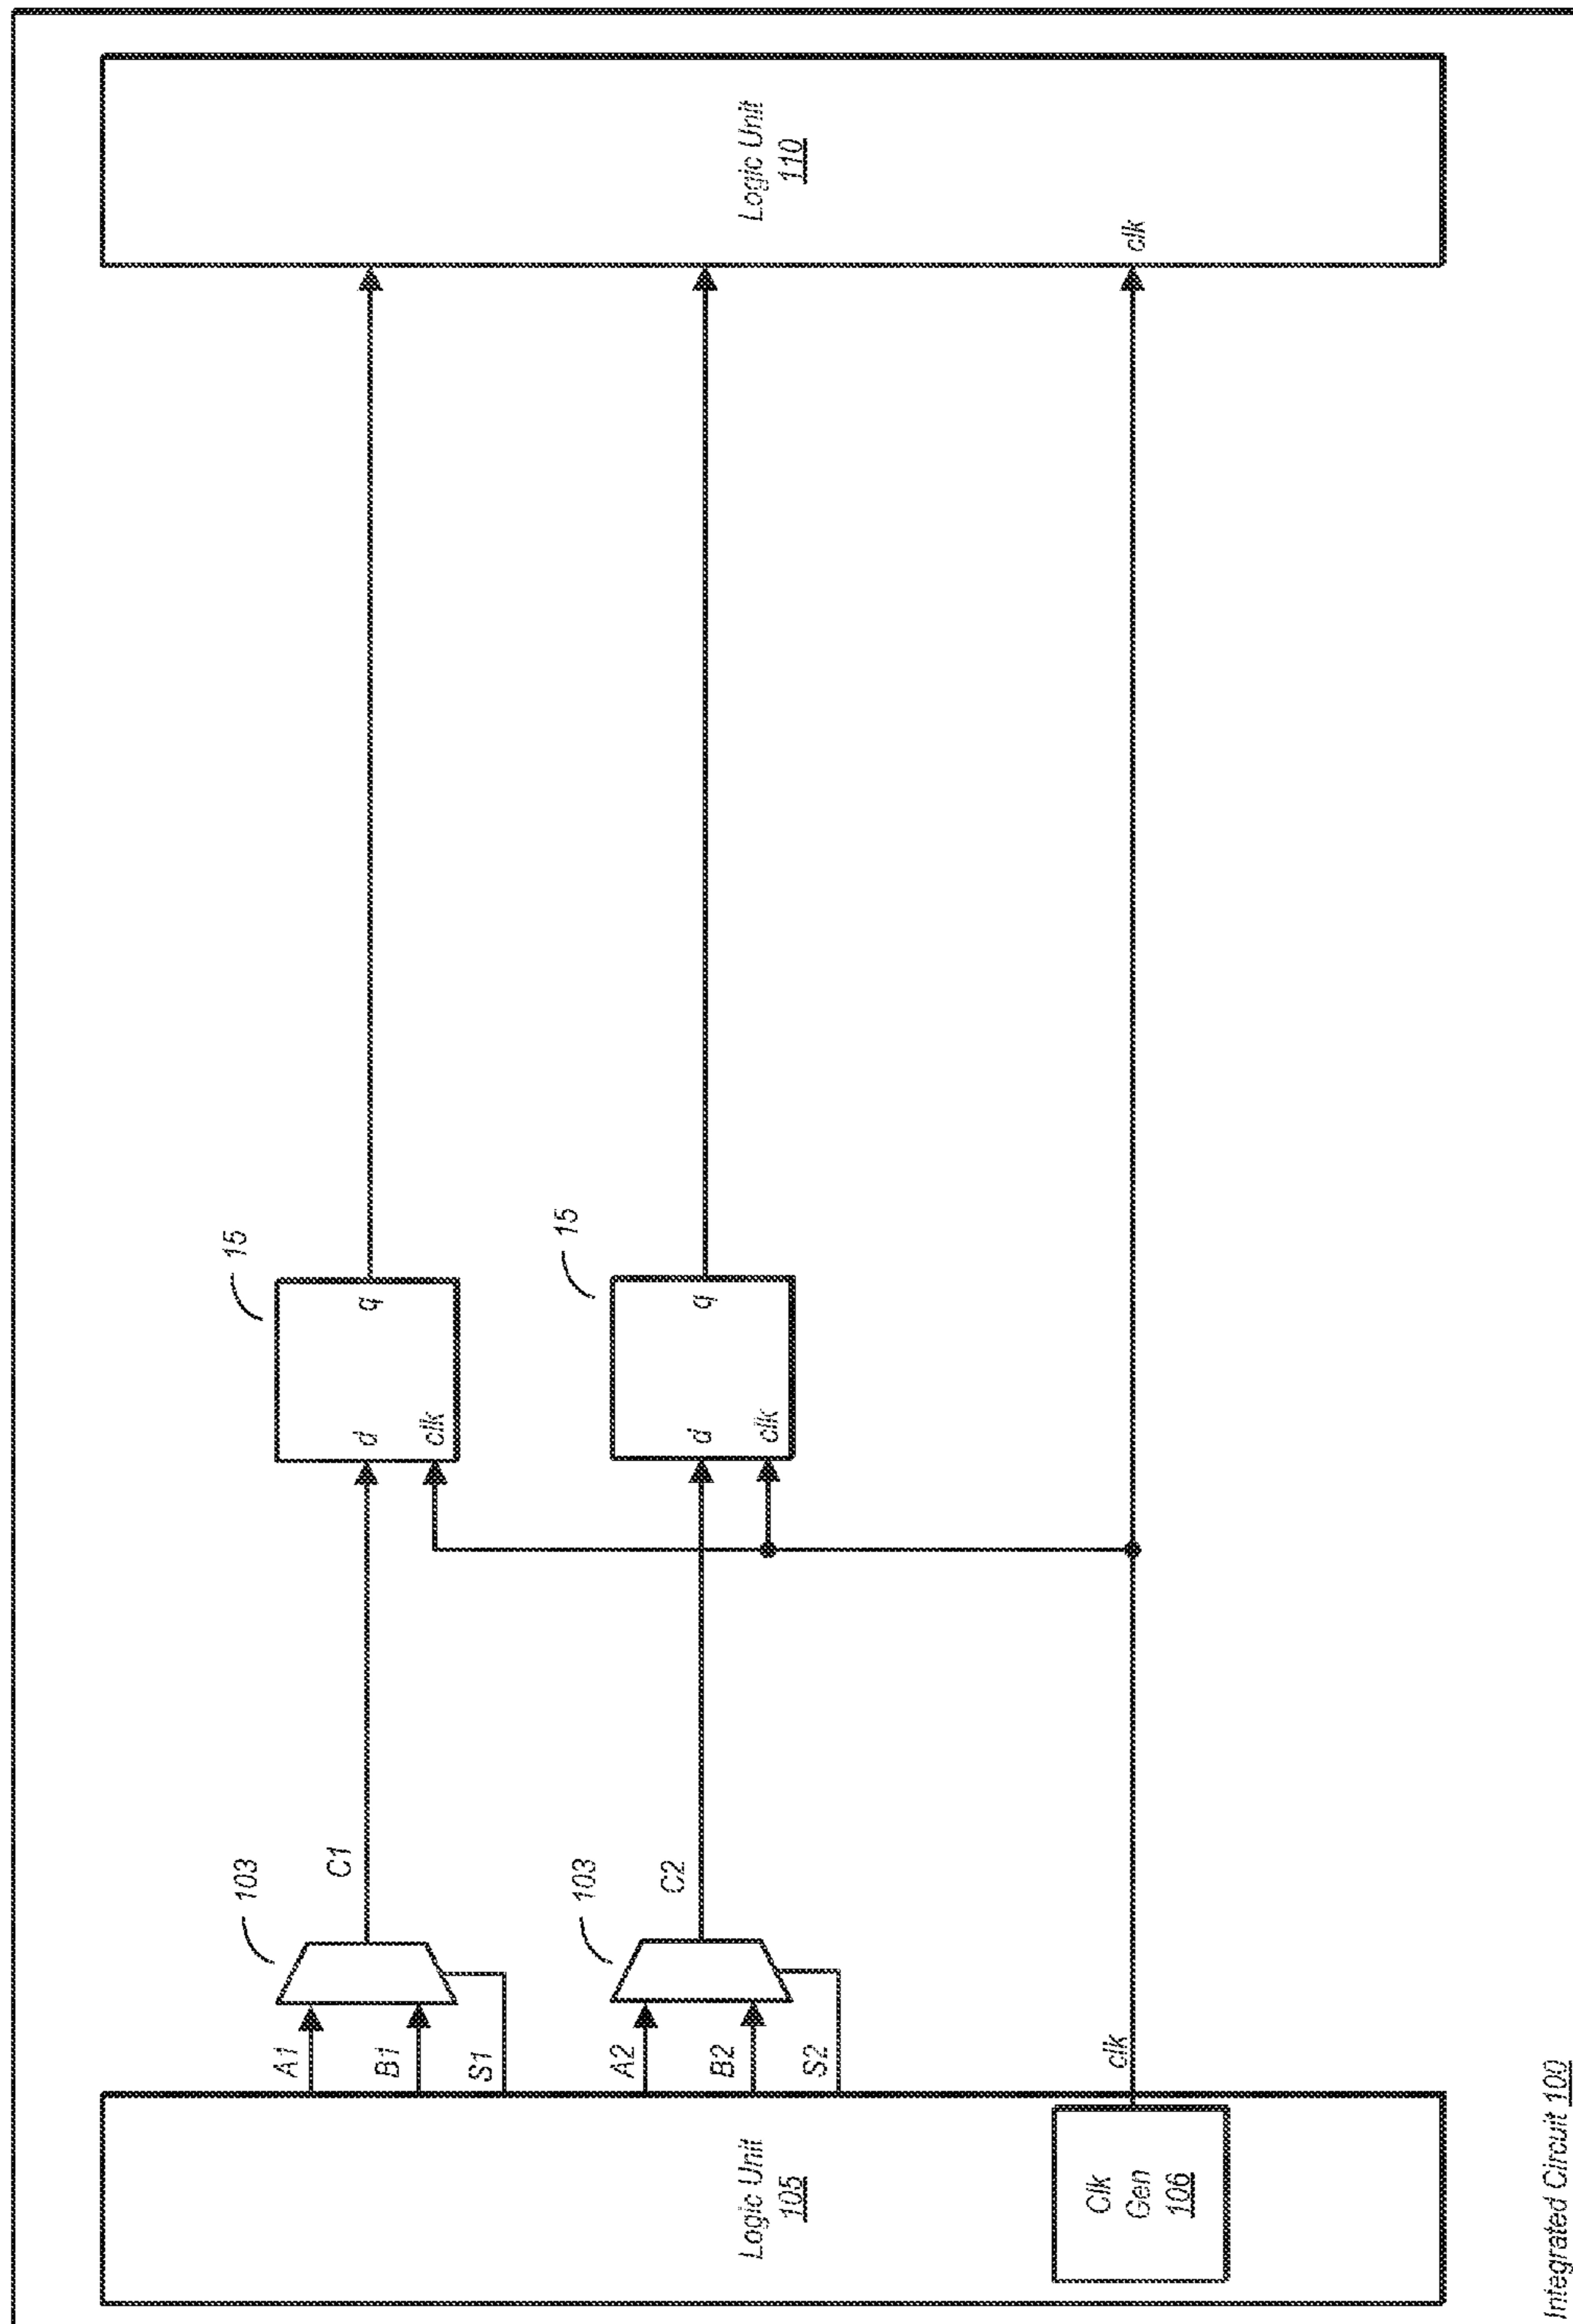 A1
B1
S1
103
C1
15
d
clk
q
A2
B2
S2
103
C2
15
d
clk
q
Logic Unit
105
Clk
Gen
106
clk
clk
Logic Unit
110
Integrated Circuit 100